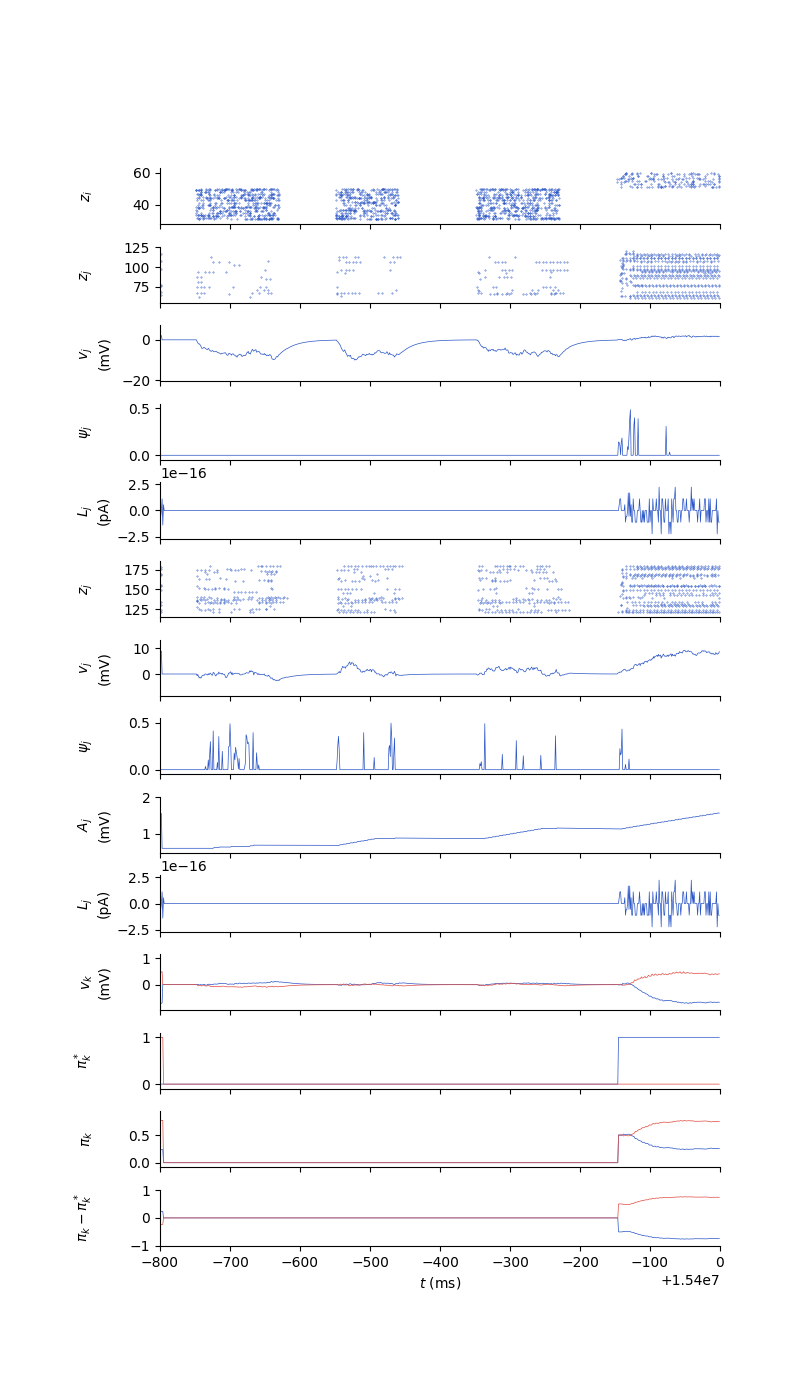 60
40
z_i
125
100
75
z_j
0
−20
v_j
(mV)
0.5
0.0
ψ_j
1e−16
2.5
0.0
−2.5
L_j
(pA)
175
150
125
z_j
10
0
v_j
(mV)
0.5
0.0
ψ_j
2
1
A_j
(mV)
1e−16
2.5
0.0
−2.5
L_j
(pA)
1
0
v_k
(mV)
1
0
π_k^*
0.5
0.0
π_k
1
0
−1
π_k − π_k^*
−800 −700 −600 −500 −400 −300 −200 −100 0
t (ms)
+1.54e7